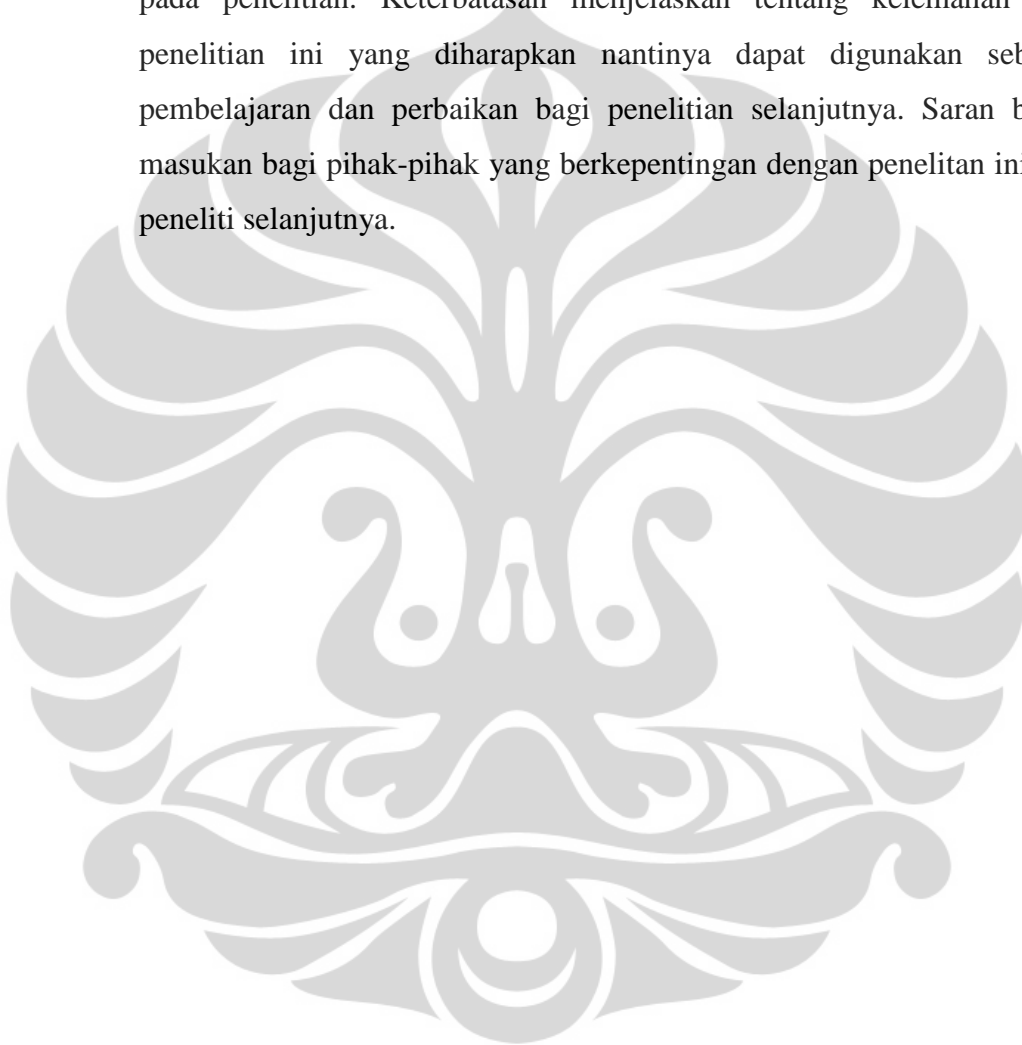 pada penelitian. Keterbatasan menjelaskan tentang kelemahan
penelitian ini yang diharapkan nantinya dapat digunakan seb
pembelajaran dan perbaikan bagi penelitian selanjutnya. Saran b
masukan bagi pihak-pihak yang berkepentingan dengan penelitan ini
peneliti selanjutnya.